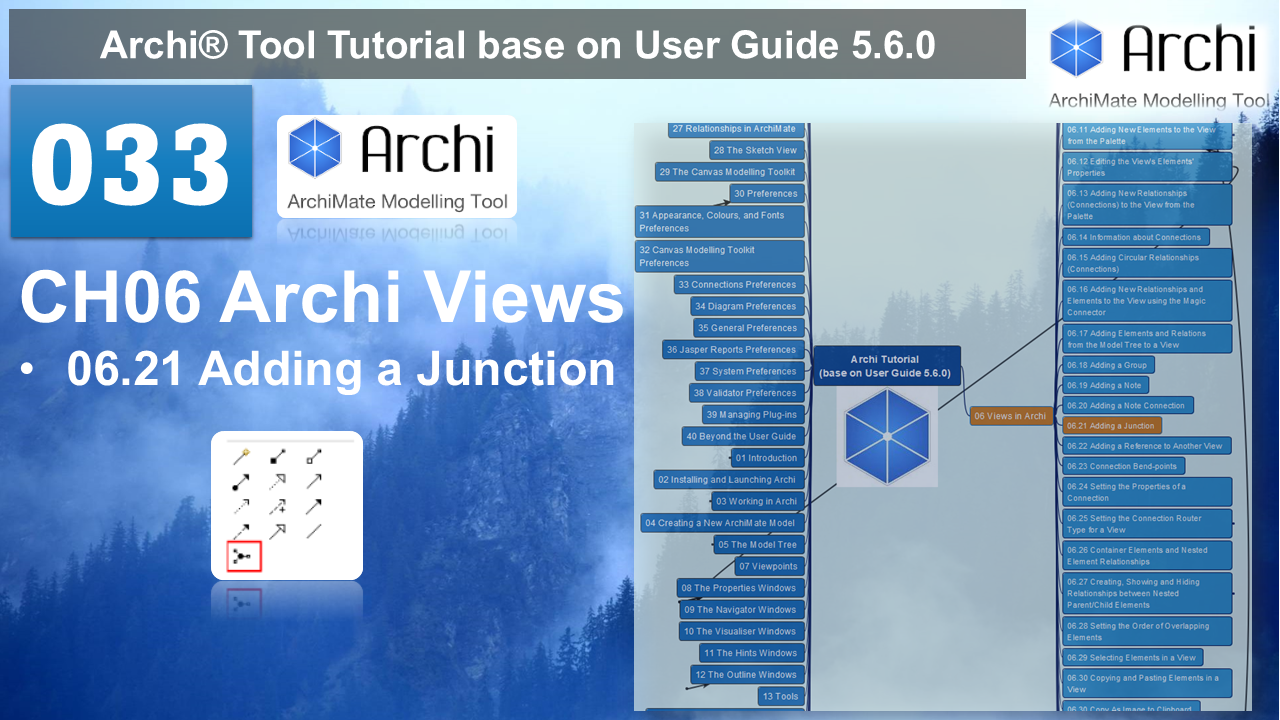 Archi® Tool Tutorial base on User Guide 5.6.0
Archi
ArchiMate Modelling Tool
033
Archi
ArchiMate Modelling Tool
CH06 Archi Views
• 06.21 Adding a Junction
27 Relationships in ArchiMate
28 The Sketch View
29 The Canvas Modelling Toolkit
30 Preferences
31 Appearance, Colours, and Fonts
Preferences
32 Canvas Modelling Toolkit
Preferences
33 Connections Preferences
34 Diagram Preferences
35 General Preferences
36 Jasper Reports Preferences
37 System Preferences
38 Validator Preferences
39 Managing Plug-ins
40 Beyond the User Guide
01 Introduction
02 Installing and Launching Archi
03 Working in Archi
04 Creating a New ArchiMate Model
05 The Model Tree
07 Viewpoints
08 The Properties Windows
09 The Navigator Windows
10 The Visualiser Windows
11 The Hints Windows
12 The Outline Windows
13 Tools
Archi Tutorial
(base on User Guide 5.6.0)
06 Views in Archi
06.11 Adding New Elements to the View
from the Palette
06.12 Editing the View's Elements'
Properties
06.13 Adding New Relationships
(Connections) to the View from the
Palette
06.14 Information about Connections
06.15 Adding Circular Relationships
(Connections)
06.16 Adding New Relationships and
Elements to the View using the Magic
Connector
06.17 Adding Elements and Relations
from the Model Tree to a View
06.18 Adding a Group
06.19 Adding a Note
06.20 Adding a Note Connection
06.21 Adding a Junction
06.22 Adding a Reference to Another View
06.23 Connection Bend-points
06.24 Setting the Properties of a
Connection
06.25 Setting the Connection Router
Type for a View
06.26 Container Elements and Nested
Element Relationships
06.27 Creating, Showing and Hiding
Relationships between Nested
Parent/Child Elements
06.28 Setting the Order of Overlapping
Elements
06.29 Selecting Elements in a View
06.30 Copying and Pasting Elements in a
View
06.30 Copy As Image to Clipboard